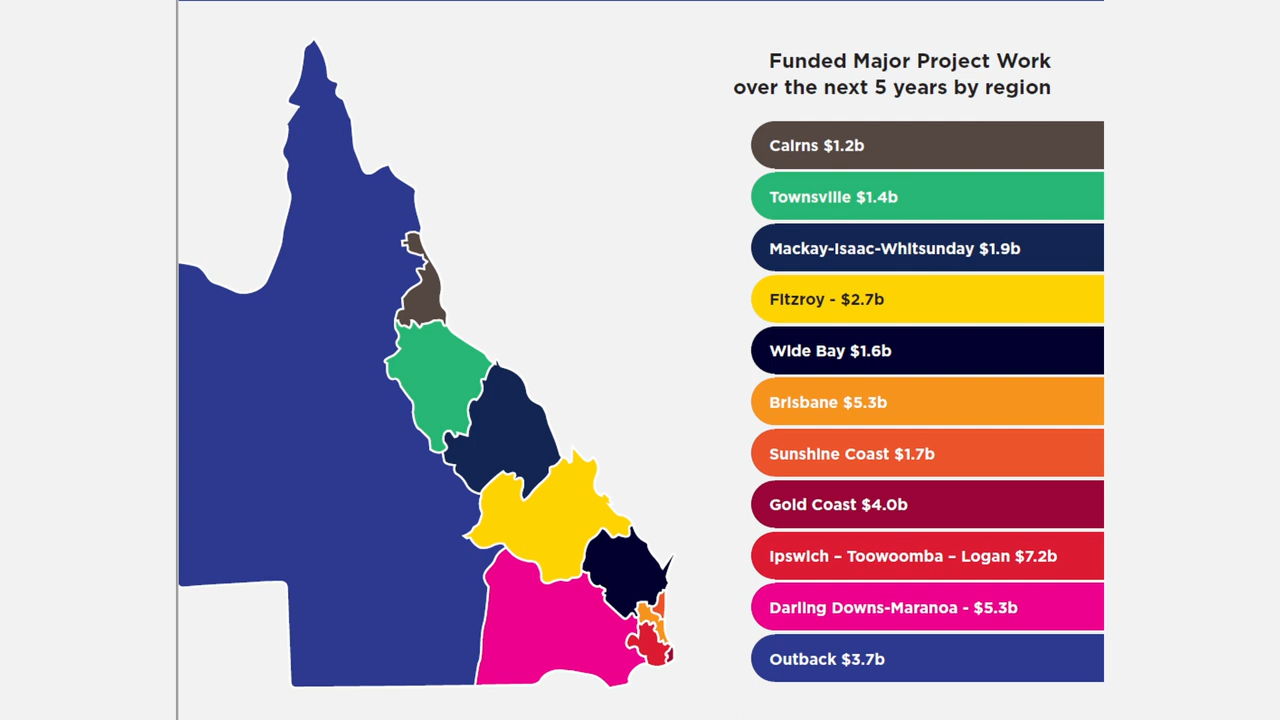 Funded Major Project Work
over the next 5 years by region
Cairns $1.2b
Townsville $1.4b
Mackay-Isaac-Whitsunday $1.9b
Fitzroy - $2.7b
Wide Bay $1.6b
Brisbane $5.3b
Sunshine Coast $1.7b
Gold Coast $4.0b
Ipswich – Toowoomba – Logan $7.2b
Darling Downs-Maranoa - $5.3b
Outback $3.7b